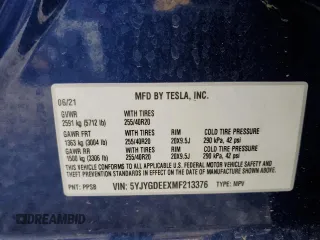 MFD BY TESLA, INC.
06/21
GVWR WITH TIRES
2591 kg (5712 lb) 255/40R20
GAWR FRT WITH TIRES RIM COLD TIRE PRESSURE
1363 kg (3004 lb) 255/40R20 20X9.5J 290 kPa, 42 psi
GAWR RR WITH TIRES RIM COLD TIRE PRESSURE
1500 kg (3306 lb) 255/40R20 20X9.5J 290 kPa, 42 psi
THIS VEHICLE CONFORMS TO ALL APPLICABLE U.S. FEDERAL MOTOR VEHICLE SAFETY
AND THEFT PREVENTION STANDARDS IN EFFECT ON THE DATE OF MANUFACTURE SHOWN ABOVE.
PNT: PPSB VIN: 5YJYGDEEXMF213376 TYPE: MPV
DREAMBID